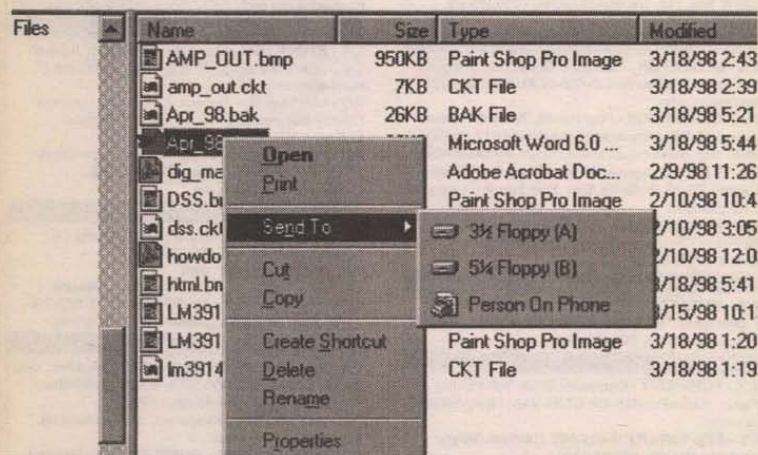 Files Name Size Type Modified
AMP_OUT.bmp 950KB Paint Shop Pro Image 3/18/98 2:43
amp_out.ckt 7KB CKT File 3/18/98 2:39
Apr_98.bak 26KB BAK File 3/18/98 5:21
Apr_98 Microsoft Word 6.0 ... 3/18/98 5:44
dig_ma Adobe Acrobat Doc... 2/9/98 11:26
DSS.b Paint Shop Pro Image 2/10/98 10:4
dss.ck /10/98 3:05
howdo /10/98 12:0
html.b /18/98 5:41
LM391 /15/98 10:1
LM391 Paint Shop Pro Image 3/18/98 1:20
lm3914 CKT File 3/18/98 1:19
Open
Print
Send To
Cut
Copy
Create Shortcut
Delete
Rename
Properties
3½ Floppy (A)
5¼ Floppy (B)
Person On Phone